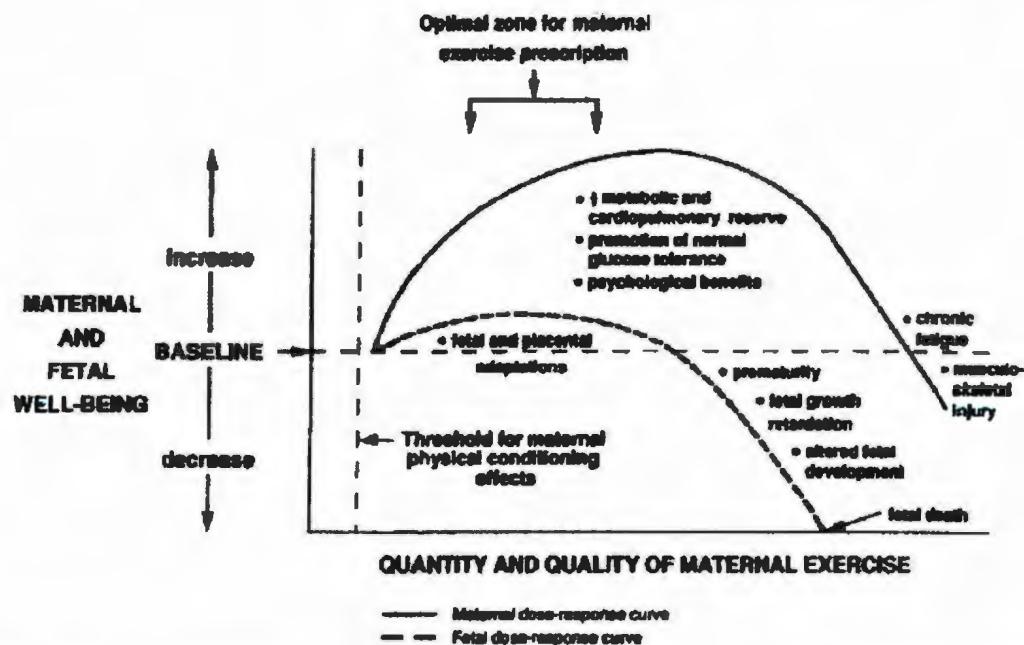 Optimal zone for maternal
exercise prescription
increase
MATERNAL
AND
FETAL
WELL-BEING
BASELINE
decrease
• ↑ metabolic and
cardiopulmonary reserve
• promotion of normal
glucose tolerance
• psychological benefits
• fetal and placental
adaptations
• chronic
fatigue
• musculo-
skeletal
injury
• prematurity
• fetal growth
retardation
• altered fetal
development
Threshold for maternal
physical conditioning
effects
fetal death
QUANTITY AND QUALITY OF MATERNAL EXERCISE
Maternal dose-response curve
Fetal dose-response curve